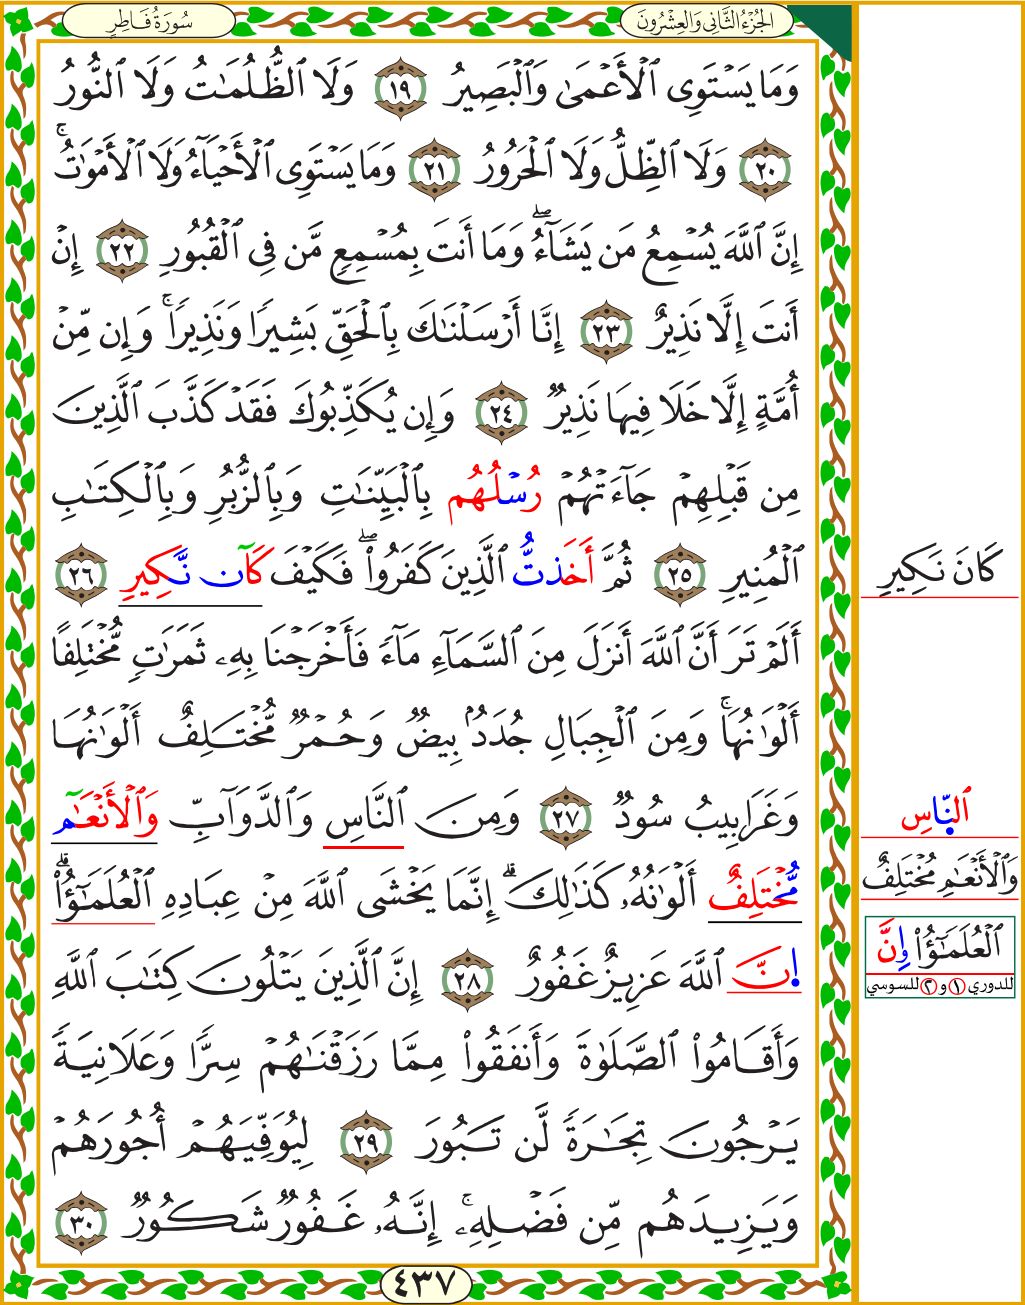 الجُزْءُ الثَّانِي وَالعِشْرُونَ
سُورَةُ فَاطِرٍ
وَمَا يَسْتَوِى ٱلْأَعْمَىٰ وَٱلْبَصِيرُ ١٩ وَلَا ٱلظُّلُمَـٰتُ وَلَا ٱلنُّورُ
٢٠ وَلَا ٱلظِّلُّ وَلَا ٱلْحَرُورُ ٢١ وَمَا يَسْتَوِى ٱلْأَحْيَآءُ وَلَا ٱلْأَمْوَٰتُ ۚ
إِنَّ ٱللَّهَ يُسْمِعُ مَن يَشَآءُ ۖ وَمَا أَنتَ بِمُسْمِعٍ مَّن فِى ٱلْقُبُورِ ٢٢ إِنْ
أَنتَ إِلَّا نَذِيرٌ ٢٣ إِنَّا أَرْسَلْنَـٰكَ بِٱلْحَقِّ بَشِيرًا وَنَذِيرًا ۚ وَإِن مِّنْ
أُمَّةٍ إِلَّا خَلَا فِيهَا نَذِيرٌ ٢٤ وَإِن يُكَذِّبُوكَ فَقَدْ كَذَّبَ ٱلَّذِينَ
مِن قَبْلِهِمْ جَآءَتْهُمْ رُسْلُهُم بِٱلْبَيِّنَـٰتِ وَبِٱلزُّبُرِ وَبِٱلْكِتَـٰبِ
ٱلْمُنِيرِ ٢٥ ثُمَّ أَخَذتُّ ٱلَّذِينَ كَفَرُوا۟ ۖ فَكَيْفَ كَآن نَّكِيرِ ٢٦
أَلَمْ تَرَ أَنَّ ٱللَّهَ أَنزَلَ مِنَ ٱلسَّمَآءِ مَآءً فَأَخْرَجْنَا بِهِۦ ثَمَرَٰتٍ مُّخْتَلِفًا
أَلْوَٰنُهَا ۚ وَمِنَ ٱلْجِبَالِ جُدَدٌۢ بِيضٌ وَحُمْرٌ مُّخْتَلِفٌ أَلْوَٰنُهَا
وَغَرَابِيبُ سُودٌ ٢٧ وَمِنَ ٱلنَّاسِ وَٱلدَّوَآبِّ وَٱلْأَنْعَـٰم
مُّخْتَلِفٌ أَلْوَٰنُهُۥ كَذَٰلِكَ ۗ إِنَّمَا يَخْشَى ٱللَّهَ مِنْ عِبَادِهِ ٱلْعُلَمَـٰٓؤُا۟ ۗ
إنَّ ٱللَّهَ عَزِيزٌ غَفُورٌ ٢٨ إِنَّ ٱلَّذِينَ يَتْلُونَ كِتَـٰبَ ٱللَّهِ
وَأَقَامُوا۟ ٱلصَّلَوٰةَ وَأَنفَقُوا۟ مِمَّا رَزَقْنَـٰهُمْ سِرًّا وَعَلَانِيَةً
يَرْجُونَ تِجَـٰرَةً لَّن تَبُورَ ٢٩ لِيُوَفِّيَهُمْ أُجُورَهُمْ
وَيَزِيدَهُم مِّن فَضْلِهِۦ ۚ إِنَّهُۥ غَفُورٌ شَكُورٌ ٣٠
٤٣٧
كَانَ نَكِيرِ
ٱلنَّاسِ
وَٱلْأَنْعَـٰمِ مُخْتَلِفٌ
ٱلْعُلَمَـٰٓؤُا۟ وِنَّ
للدوري ١ و ٢ للسوسي